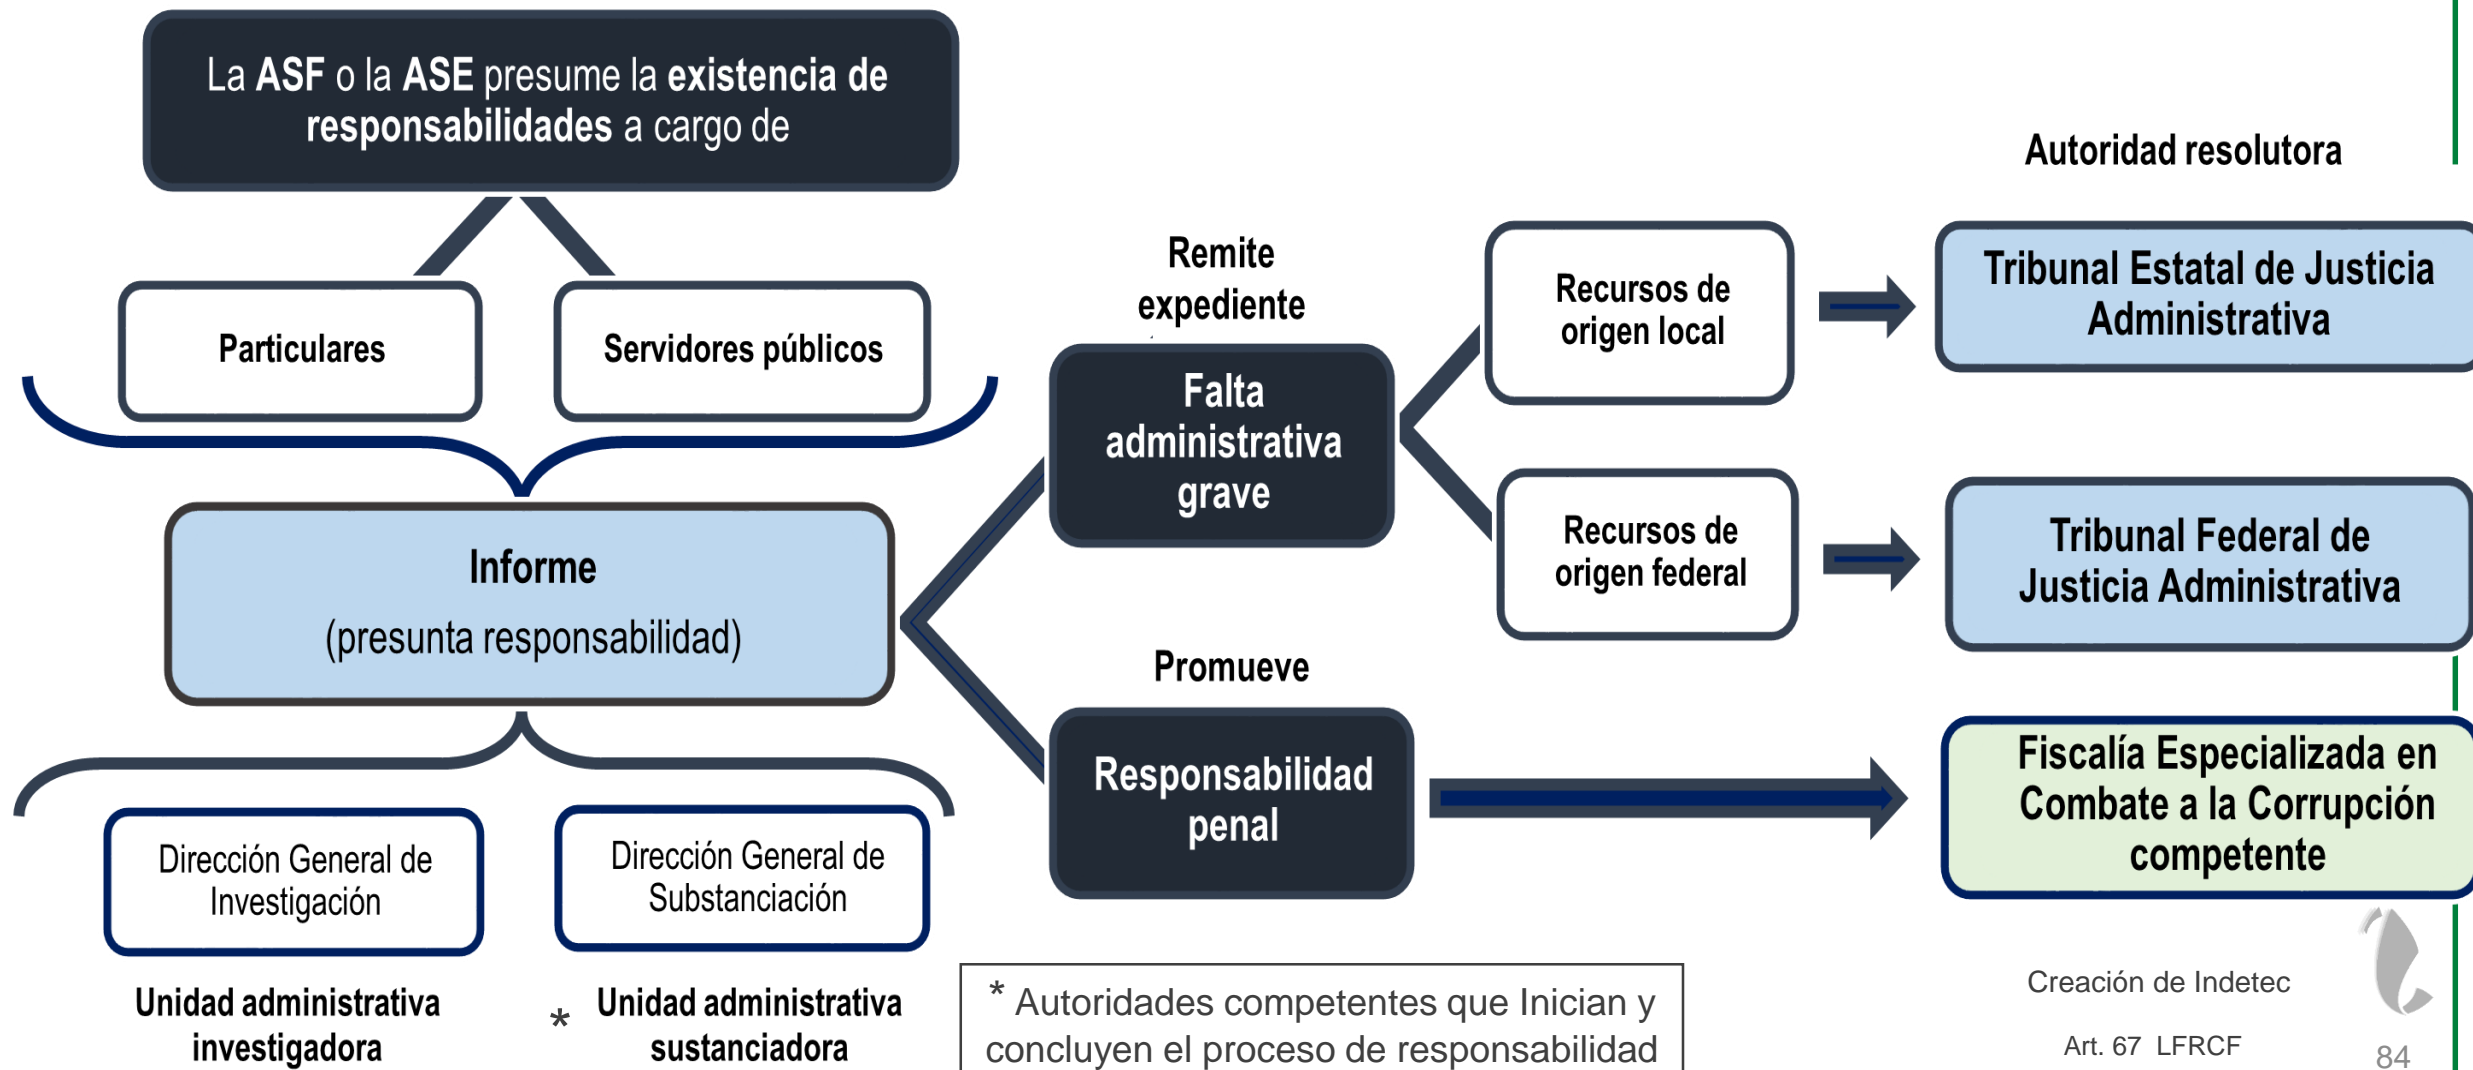 La ASF o la ASE presume la existencia de
responsabilidades a cargo de
Particulares
Servidores públicos
Informe
(presunta responsabilidad)
Dirección General de
Investigación
Dirección General de
Substanciación
Unidad administrativa
investigadora
*
Unidad administrativa
sustanciadora
Remite
expediente
Falta
administrativa
grave
Promueve
Responsabilidad
penal
Recursos de
origen local
Recursos de
origen federal
Autoridad resolutora
Tribunal Estatal de Justicia
Administrativa
Tribunal Federal de
Justicia Administrativa
Fiscalía Especializada en
Combate a la Corrupción
competente
* Autoridades competentes que Inician y
concluyen el proceso de responsabilidad
Creación de Indetec
Art. 67 LFRCF
84